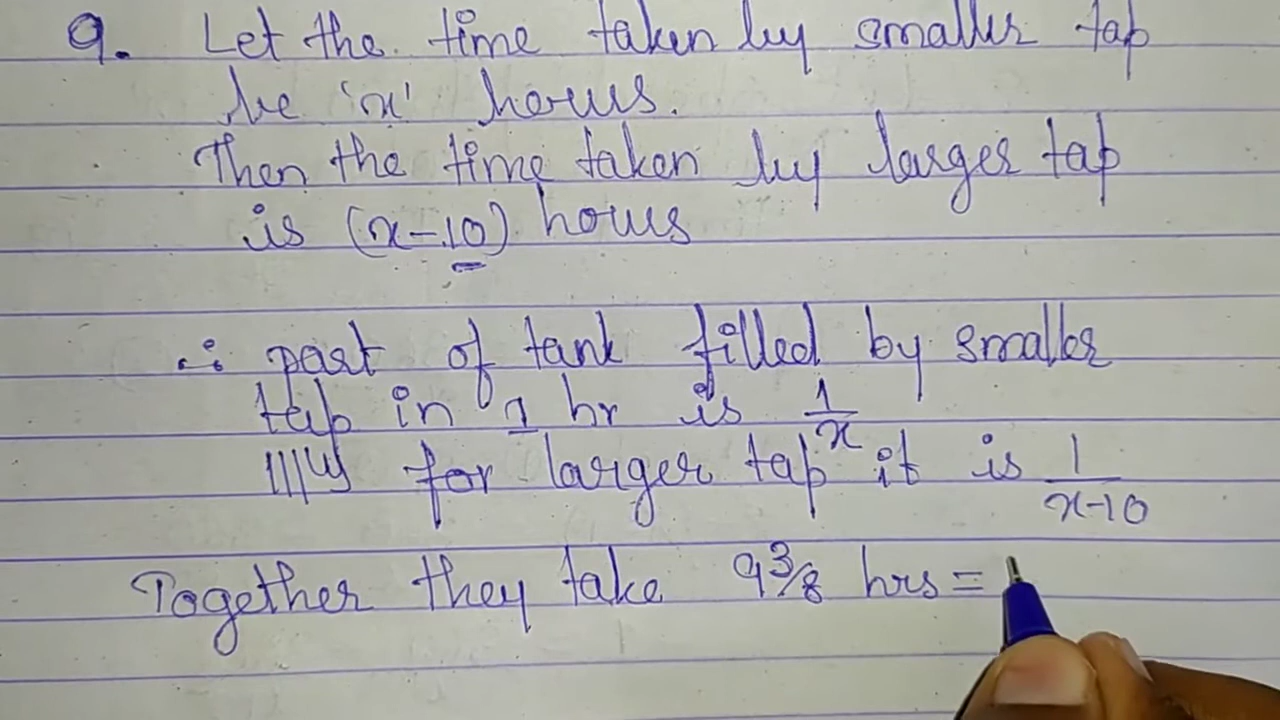 9. Let the time taken by smaller tap
be 'x' hours.
Then the time taken by larger tap
is (x-10) hours
∴ part of tank filled by smaller
tap in 1 hr is 1/x
|||ly for larger tap it is 1/x-10
Together they take 9 3/8 hrs =